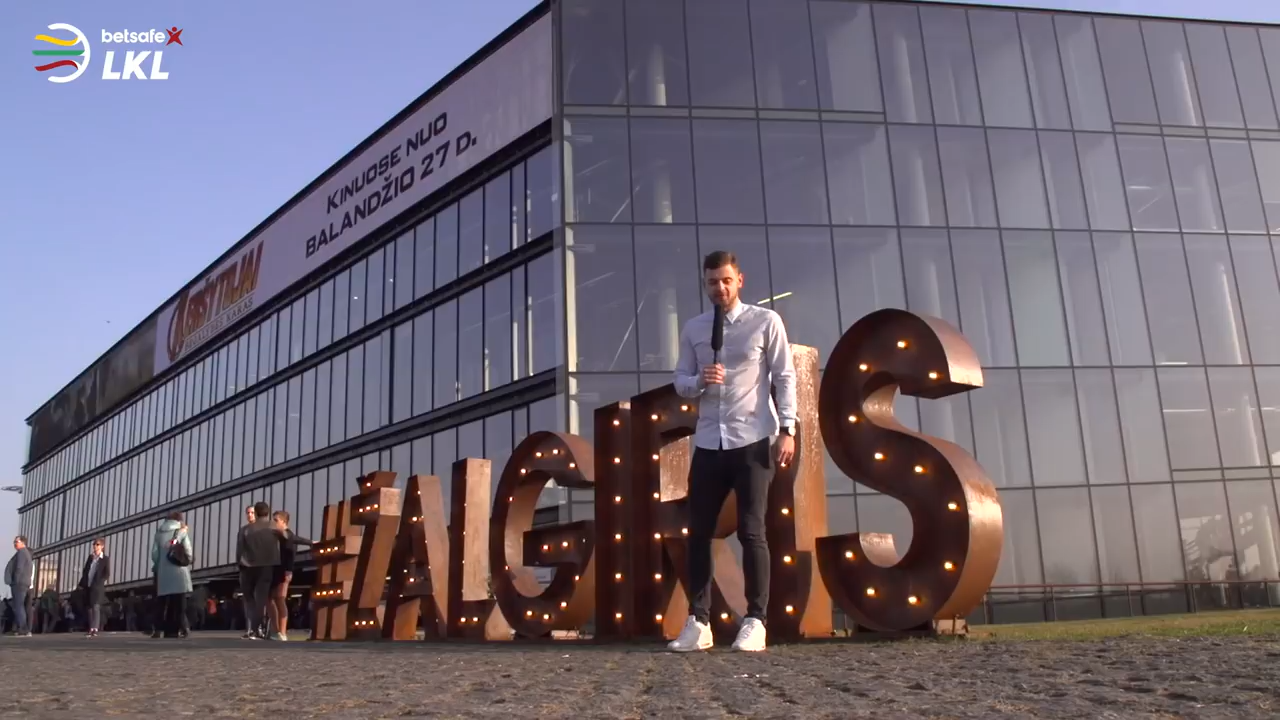 betsafe
LKL
KINUOSE NUO
BALANDŽIO 27 D.
#ŽALGIRIS